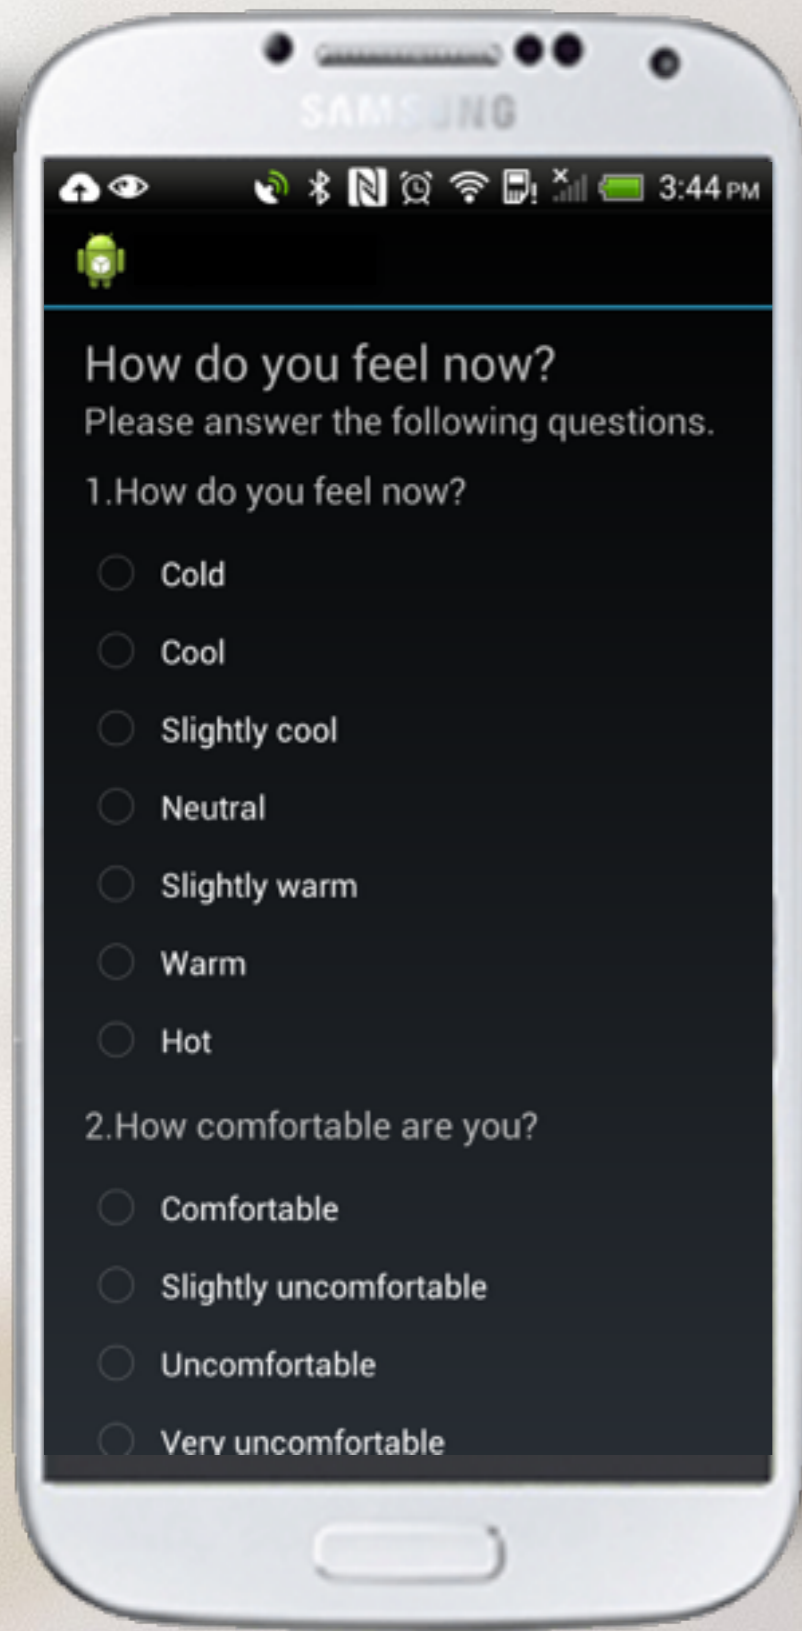 SAMSUNG
3:44 PM
How do you feel now?
Please answer the following questions.
1.How do you feel now?
Cold
Cool
Slightly cool
Neutral
Slightly warm
Warm
Hot
2.How comfortable are you?
Comfortable
Slightly uncomfortable
Uncomfortable
Very uncomfortable